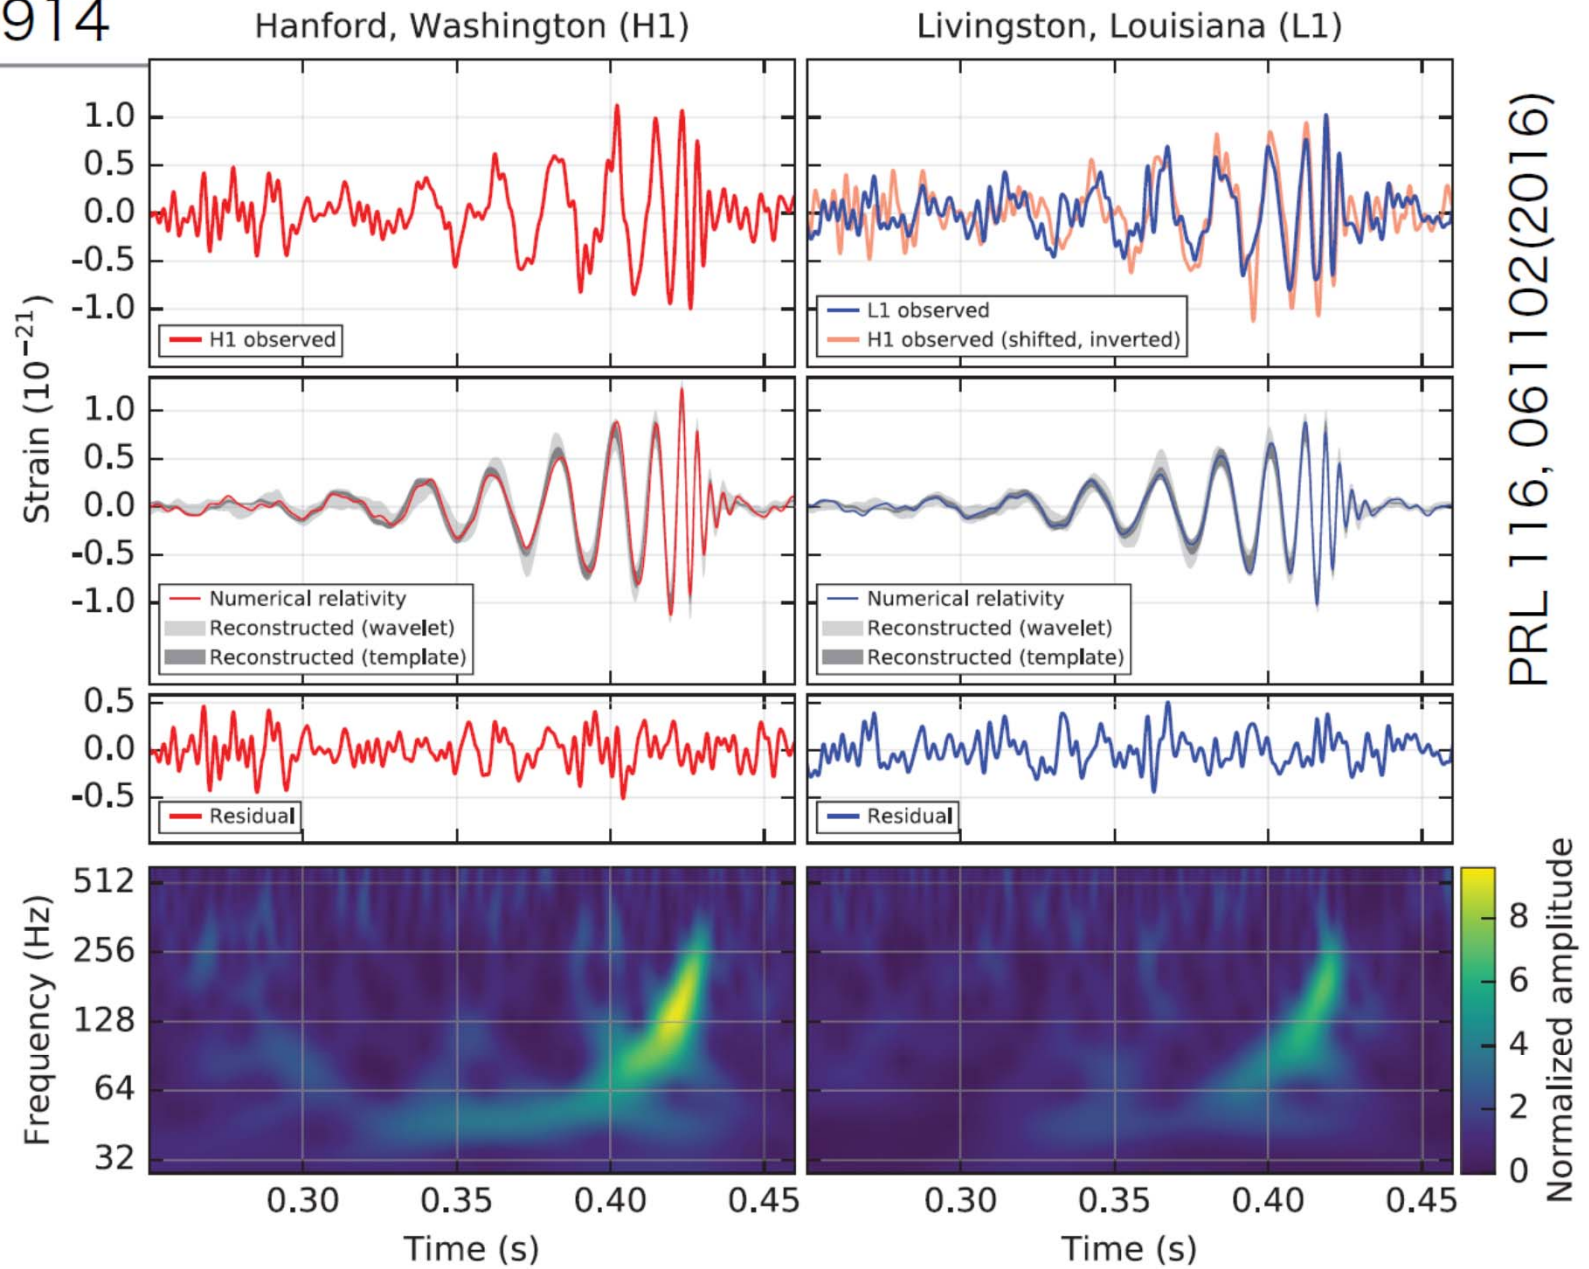 914
Hanford, Washington (H1)
Livingston, Louisiana (L1)
1.0
0.5
0.0
-0.5
-1.0
H1 observed
L1 observed
H1 observed (shifted, inverted)
Strain (10⁻²¹)
1.0
0.5
0.0
-0.5
-1.0
Numerical relativity
Reconstructed (wavelet)
Reconstructed (template)
Numerical relativity
Reconstructed (wavelet)
Reconstructed (template)
0.5
0.0
-0.5
Residual
Residual
PRL 116, 061102(2016)
Frequency (Hz)
512
256
128
64
32
Normalized amplitude
8
6
4
2
0
0.30 0.35 0.40 0.45
0.30 0.35 0.40 0.45
Time (s)
Time (s)